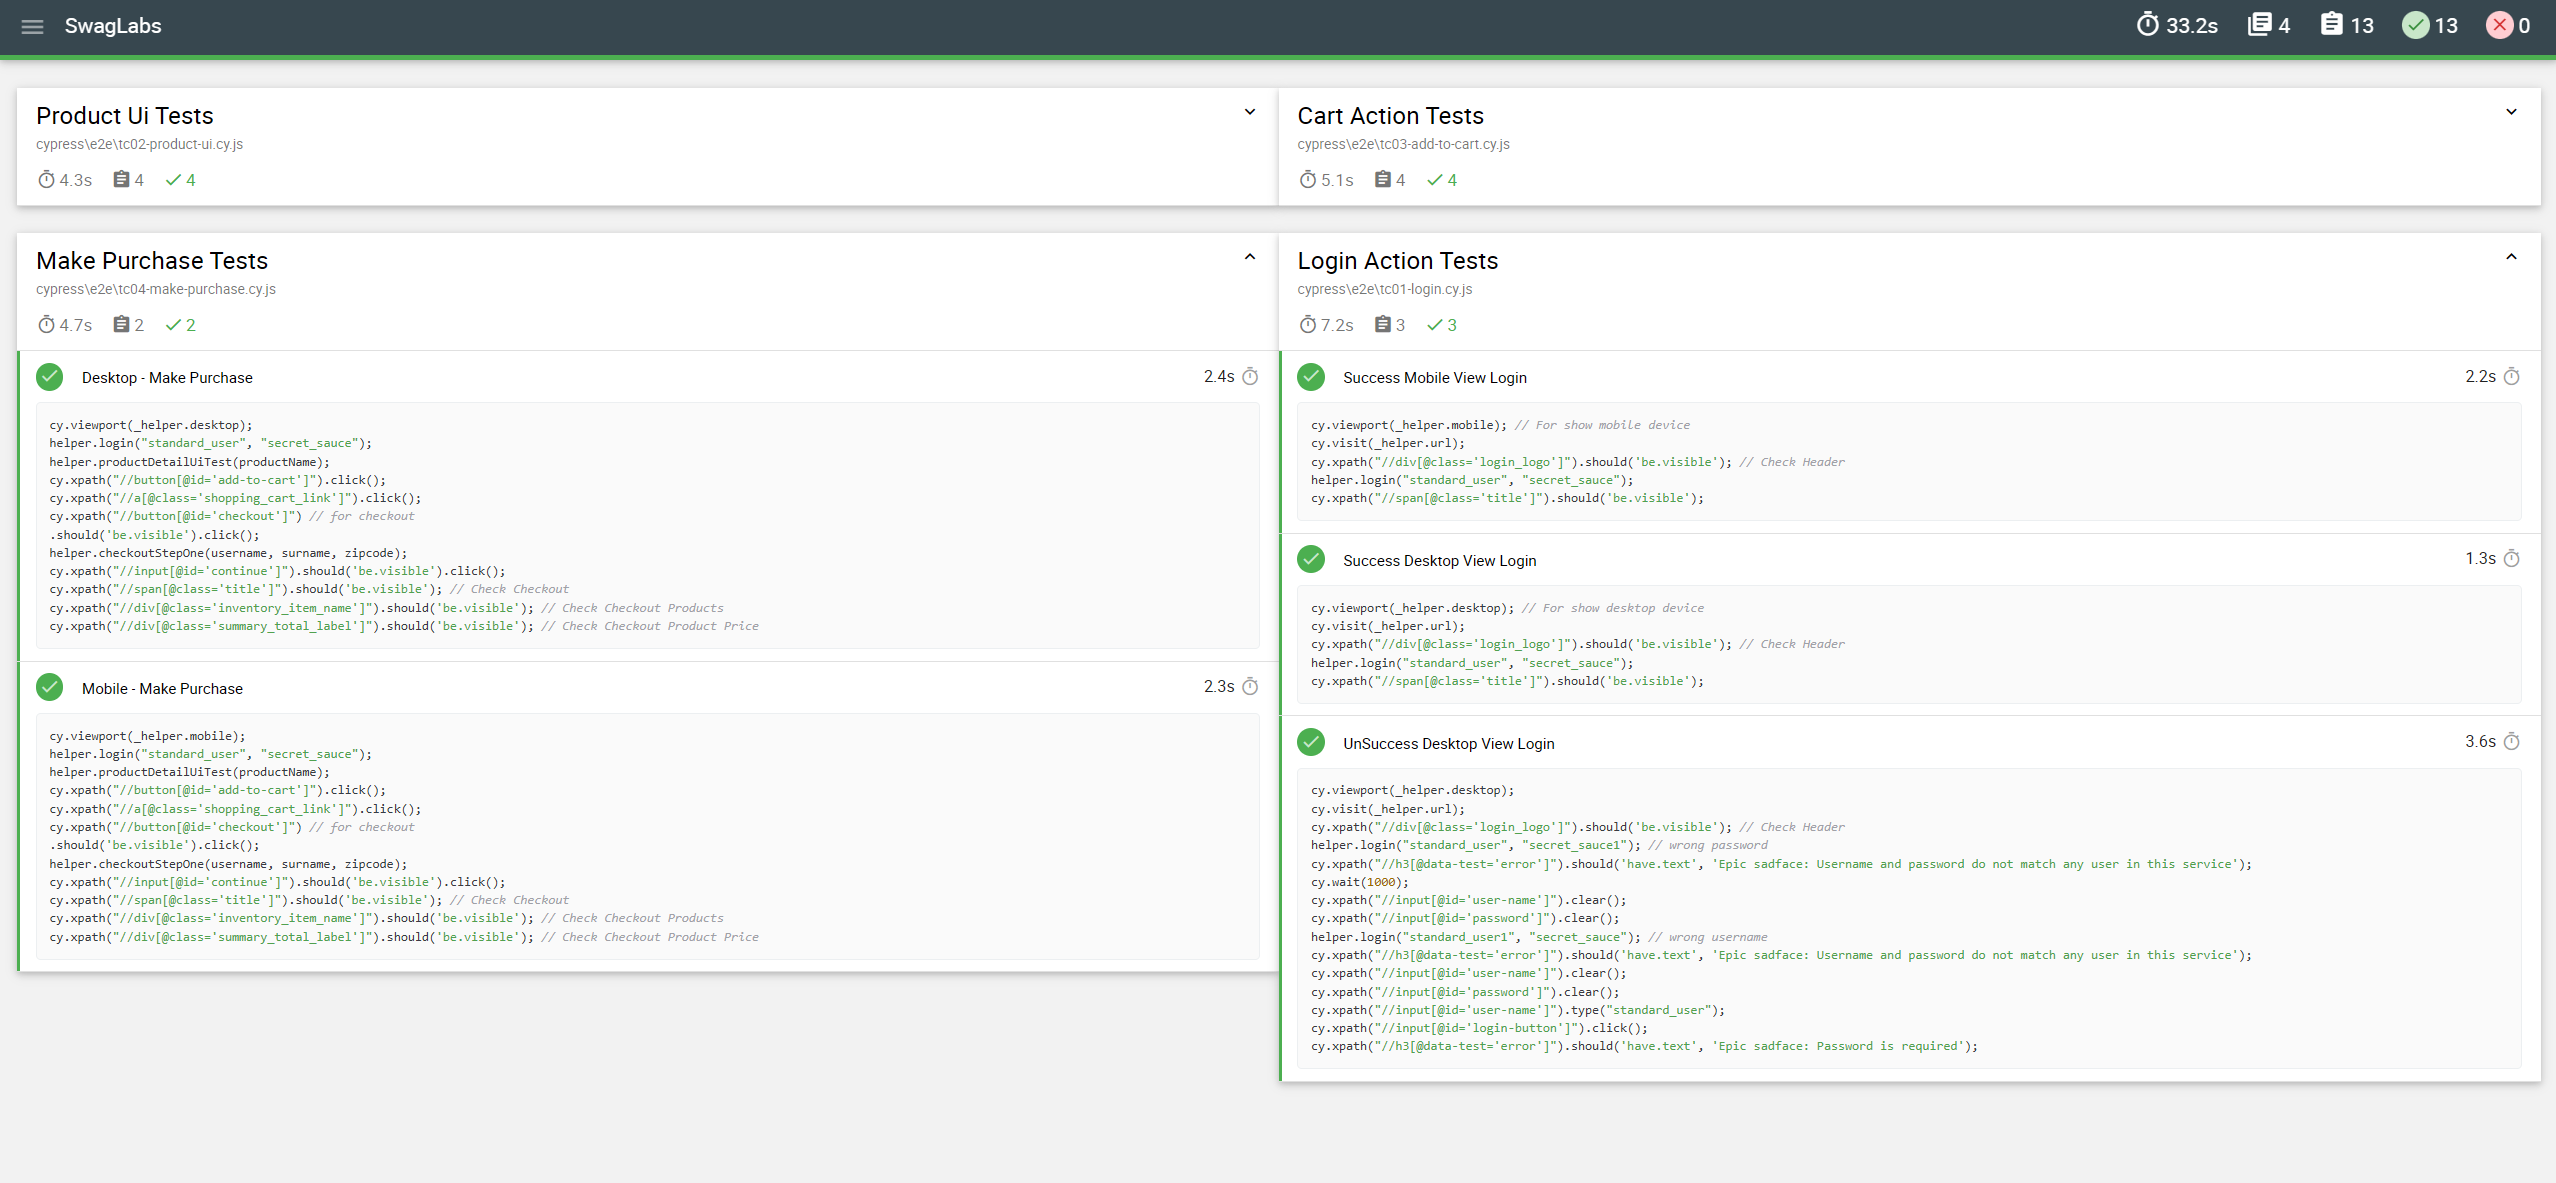 SwagLabs
33.2s 4 13 13 0
Product Ui Tests
cypress\e2e\tc02-product-ui.cy.js
4.3s 4 4
Cart Action Tests
cypress\e2e\tc03-add-to-cart.cy.js
5.1s 4 4
Make Purchase Tests
cypress\e2e\tc04-make-purchase.cy.js
4.7s 2 2
Desktop - Make Purchase 2.4s
cy.viewport(_helper.desktop);
helper.login("standard_user", "secret_sauce");
helper.productDetailUiTest(productName);
cy.xpath("//button[@id='add-to-cart']").click();
cy.xpath("//a[@class='shopping_cart_link']").click();
cy.xpath("//button[@id='checkout']") // for checkout
.should('be.visible').click();
helper.checkoutStepOne(username, surname, zipcode);
cy.xpath("//input[@id='continue']").should('be.visible').click();
cy.xpath("//span[@class='title']").should('be.visible'); // Check Checkout
cy.xpath("//div[@class='inventory_item_name']").should('be.visible'); // Check Checkout Products
cy.xpath("//div[@class='summary_total_label']").should('be.visible'); // Check Checkout Product Price
Mobile - Make Purchase 2.3s
cy.viewport(_helper.mobile);
helper.login("standard_user", "secret_sauce");
helper.productDetailUiTest(productName);
cy.xpath("//button[@id='add-to-cart']").click();
cy.xpath("//a[@class='shopping_cart_link']").click();
cy.xpath("//button[@id='checkout']") // for checkout
.should('be.visible').click();
helper.checkoutStepOne(username, surname, zipcode);
cy.xpath("//input[@id='continue']").should('be.visible').click();
cy.xpath("//span[@class='title']").should('be.visible'); // Check Checkout
cy.xpath("//div[@class='inventory_item_name']").should('be.visible'); // Check Checkout Products
cy.xpath("//div[@class='summary_total_label']").should('be.visible'); // Check Checkout Product Price
Login Action Tests
cypress\e2e\tc01-login.cy.js
7.2s 3 3
Success Mobile View Login 2.2s
cy.viewport(_helper.mobile); // For show mobile device
cy.visit(_helper.url);
cy.xpath("//div[@class='login_logo']").should('be.visible'); // Check Header
helper.login("standard_user", "secret_sauce");
cy.xpath("//span[@class='title']").should('be.visible');
Success Desktop View Login 1.3s
cy.viewport(_helper.desktop); // For show desktop device
cy.visit(_helper.url);
cy.xpath("//div[@class='login_logo']").should('be.visible'); // Check Header
helper.login("standard_user", "secret_sauce");
cy.xpath("//span[@class='title']").should('be.visible');
UnSuccess Desktop View Login 3.6s
cy.viewport(_helper.desktop);
cy.visit(_helper.url);
cy.xpath("//div[@class='login_logo']").should('be.visible'); // Check Header
helper.login("standard_user", "secret_sauce1"); // wrong password
cy.xpath("//h3[@data-test='error']").should('have.text', 'Epic sadface: Username and password do not match any user in this service');
cy.wait(1000);
cy.xpath("//input[@id='user-name']").clear();
cy.xpath("//input[@id='password']").clear();
helper.login("standard_user1", "secret_sauce"); // wrong username
cy.xpath("//h3[@data-test='error']").should('have.text', 'Epic sadface: Username and password do not match any user in this service');
cy.xpath("//input[@id='user-name']").clear();
cy.xpath("//input[@id='password']").clear();
cy.xpath("//input[@id='user-name']").type("standard_user");
cy.xpath("//input[@id='login-button']").click();
cy.xpath("//h3[@data-test='error']").should('have.text', 'Epic sadface: Password is required');